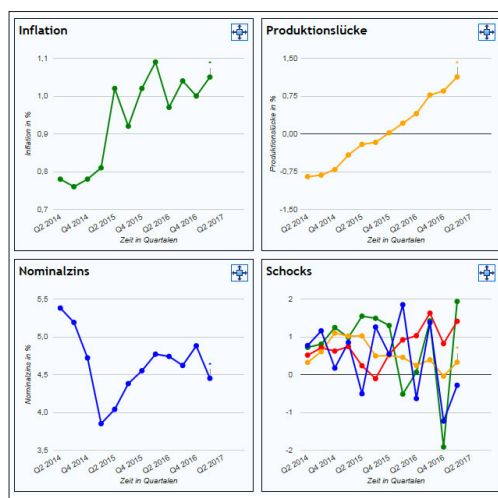 Inflation
1,1
1,0
0,9
0,8
0,7
Inflation in %
Q2 2014
Q4 2014
Q2 2015
Q4 2015
Q2 2016
Q4 2016
Q2 2017
Zeit in Quartalen
Produktionslücke
1,50
0,75
0,00
-0,75
-1,50
Produktionslücke in %
Q2 2014
Q4 2014
Q2 2015
Q4 2015
Q2 2016
Q4 2016
Q2 2017
Zeit in Quartalen
Nominalzins
5,5
5,0
4,5
4,0
3,5
Nominalzins in %
Q2 2014
Q4 2014
Q2 2015
Q4 2015
Q2 2016
Q4 2016
Q2 2017
Zeit in Quartalen
Schocks
2
1
0
-1
-2
Q2 2014
Q4 2014
Q2 2015
Q4 2015
Q2 2016
Q4 2016
Q2 2017
Zeit in Quartalen